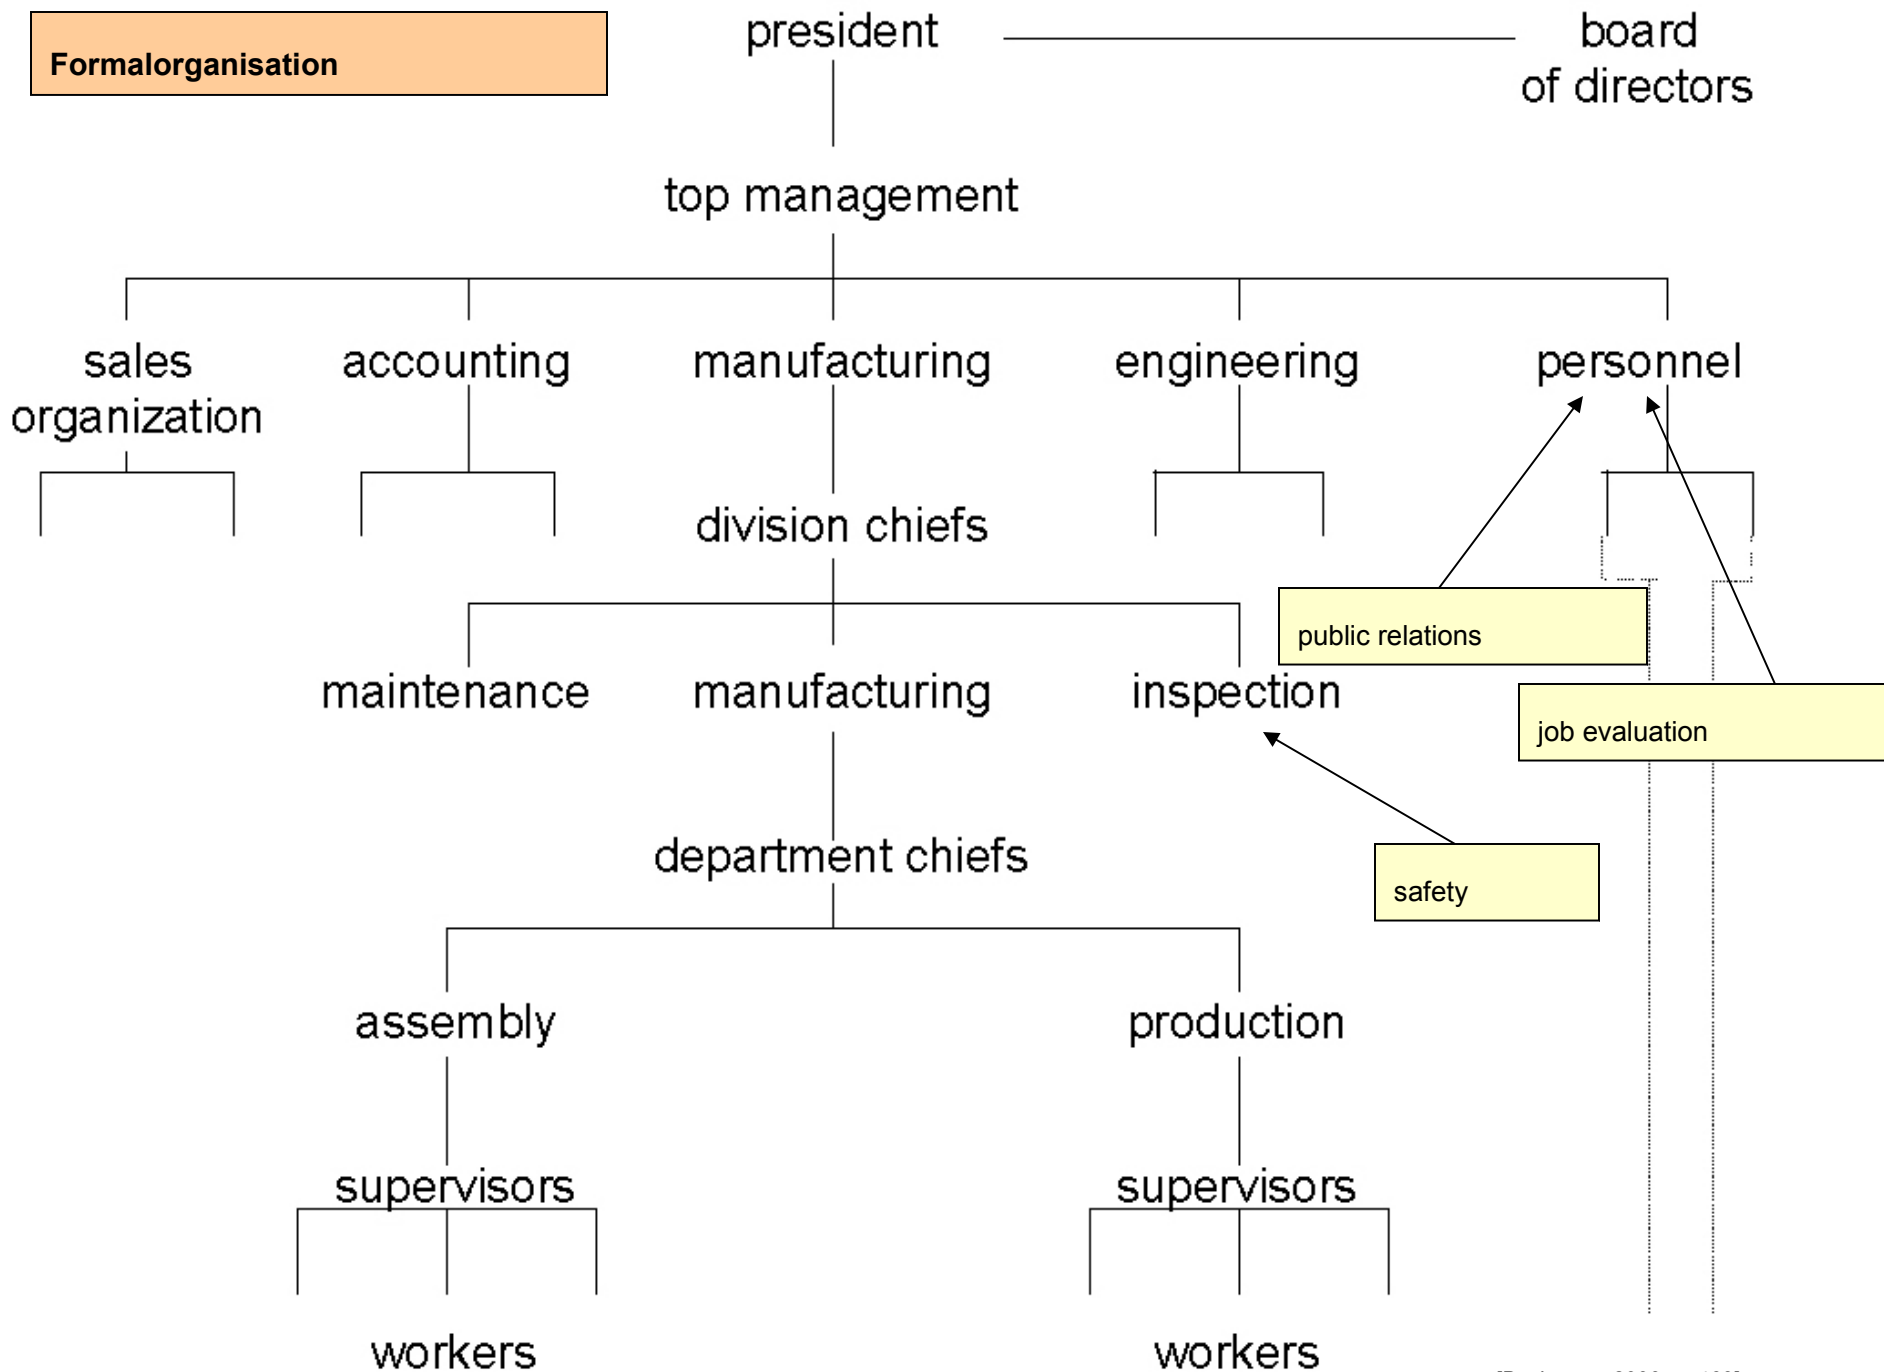 Formalorganisation
president
board
of directors
top management
sales
organization
accounting
manufacturing
engineering
personnel
division chiefs
public relations
maintenance
manufacturing
inspection
job evaluation
department chiefs
safety
assembly
production
supervisors
supervisors
workers
workers